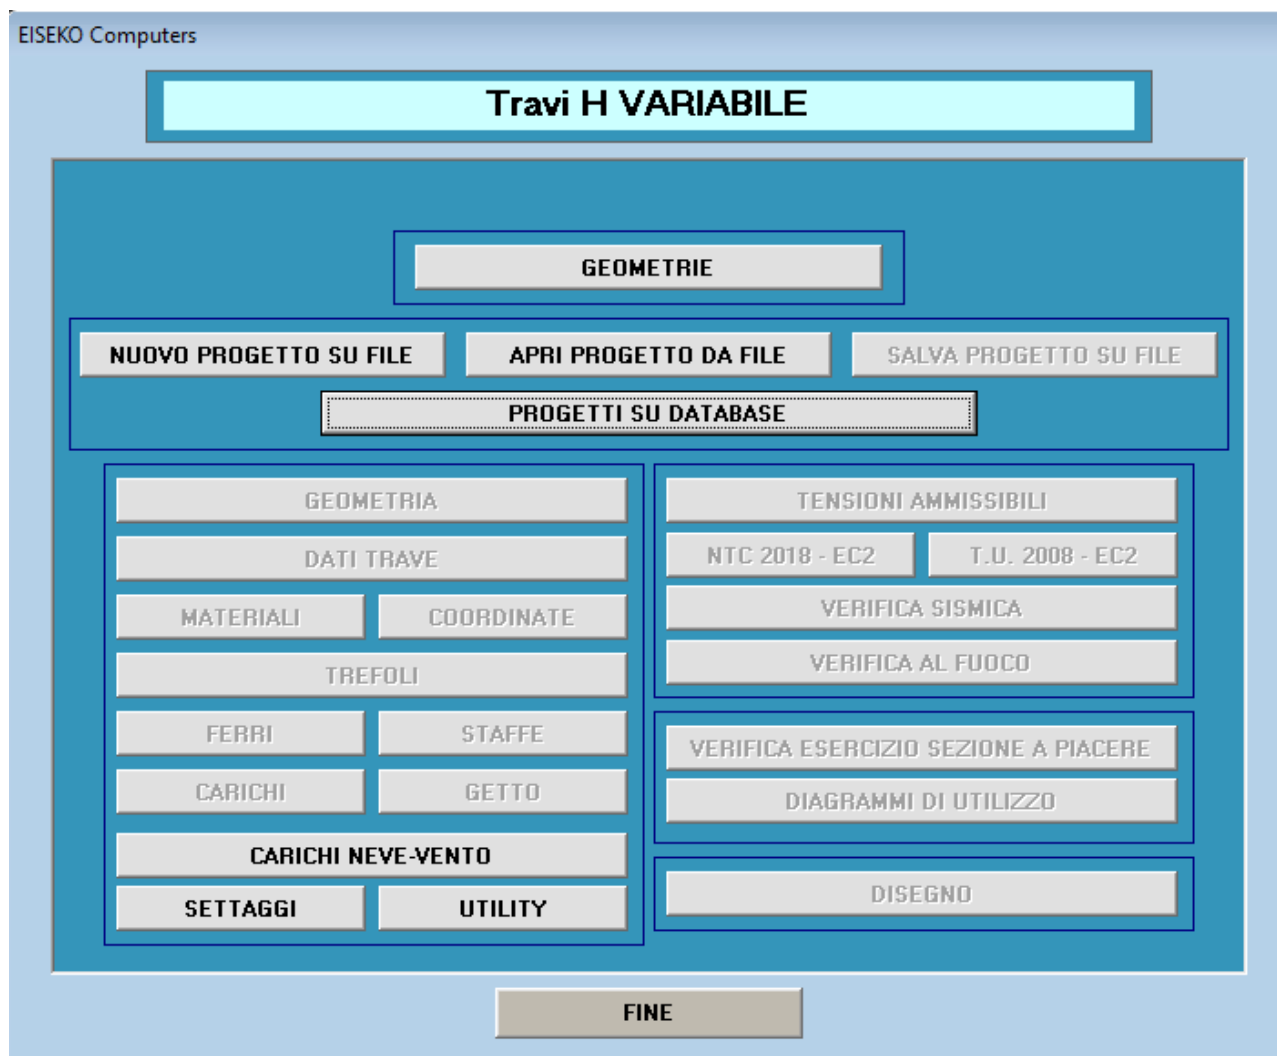 EISEKO Computers
Travi H VARIABILE
GEOMETRIE
NUOVO PROGETTO SU FILE
APRI PROGETTO DA FILE
SALVA PROGETTO SU FILE
PROGETTI SU DATABASE
GEOMETRIA
DATI TRAVE
MATERIALI
COORDINATE
TREFOLI
FERRI
STAFFE
CARICHI
GETTO
CARICHI NEVE-VENTO
SETTAGGI
UTILITY
TENSIONI AMMISSIBILI
NTC 2018 - EC2
T.U. 2008 - EC2
VERIFICA SISMICA
VERIFICA AL FUOCO
VERIFICA ESERCIZIO SEZIONE A PIACERE
DIAGRAMMI DI UTILIZZO
DISEGNO
FINE